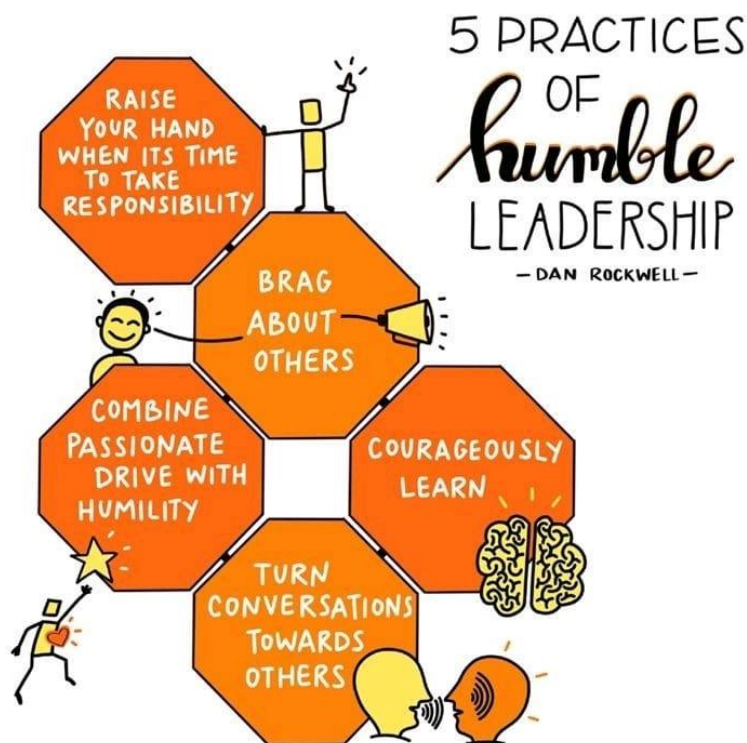 5 PRACTICES
OF
humble
LEADERSHIP
– DAN ROCKWELL –
RAISE
YOUR HAND
WHEN ITS TIME
TO TAKE
RESPONSIBILITY
BRAG
ABOUT
OTHERS
COMBINE
PASSIONATE
DRIVE WITH
HUMILITY
COURAGEOUSLY
LEARN
TURN
CONVERSATIONS
TOWARDS
OTHERS